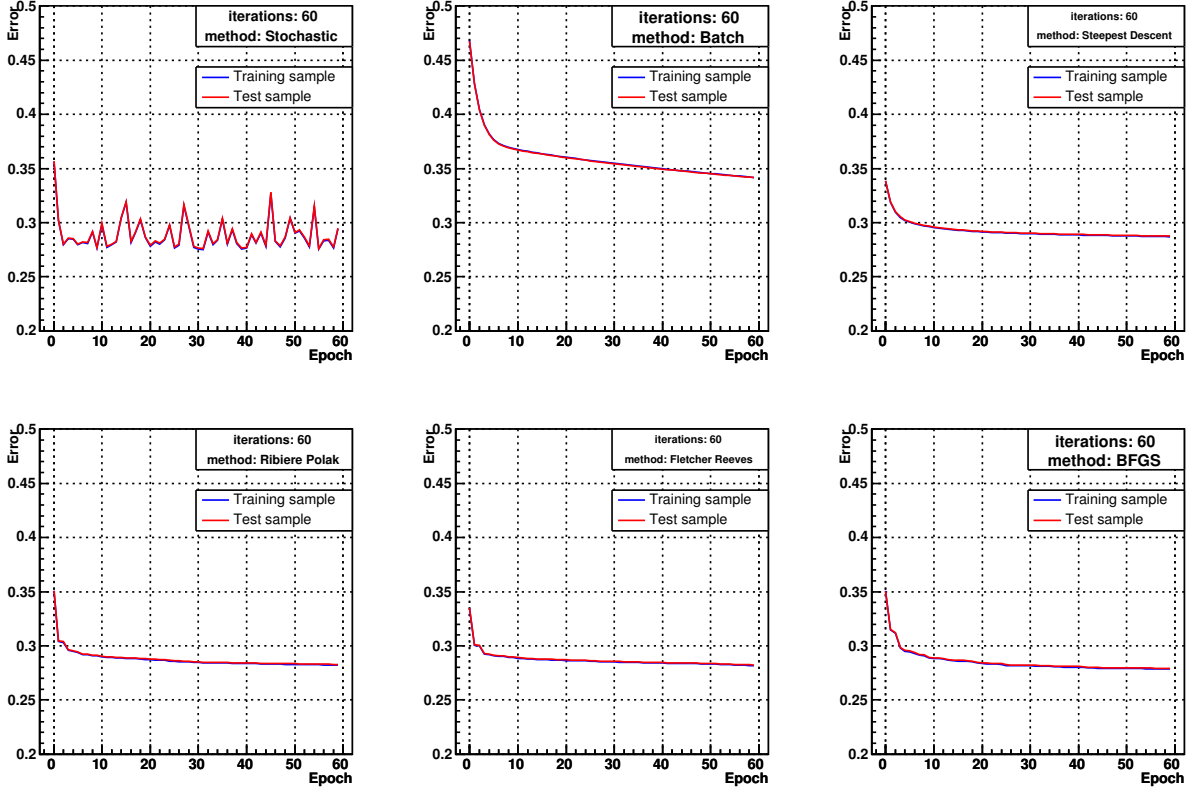 Error
iterations: 60
method: Stochastic
Training sample
Test sample
0.45
0.4
0.35
0.3
0.25
0.2
0 10 20 30 40 50 60
Epoch
Error
0.5
iterations: 60
method: Batch
Training sample
Test sample
0.45
0.4
0.35
0.3
0.25
0.2
0 10 20 30 40 50 60
Epoch
Error
0.5
iterations: 60
method: Steepest Descent
Training sample
Test sample
0.45
0.4
0.35
0.3
0.25
0.2
0 10 20 30 40 50 60
Epoch
Error
0.5
iterations: 60
method: Ribiere Polak
Training sample
Test sample
0.45
0.4
0.35
0.3
0.25
0.2
0 10 20 30 40 50 60
Epoch
Error
0.5
iterations: 60
method: Fletcher Reeves
Training sample
Test sample
0.45
0.4
0.35
0.3
0.25
0.2
0 10 20 30 40 50 60
Epoch
Error
0.5
iterations: 60
method: BFGS
Training sample
Test sample
0.45
0.4
0.35
0.3
0.25
0.2
0 10 20 30 40 50 60
Epoch